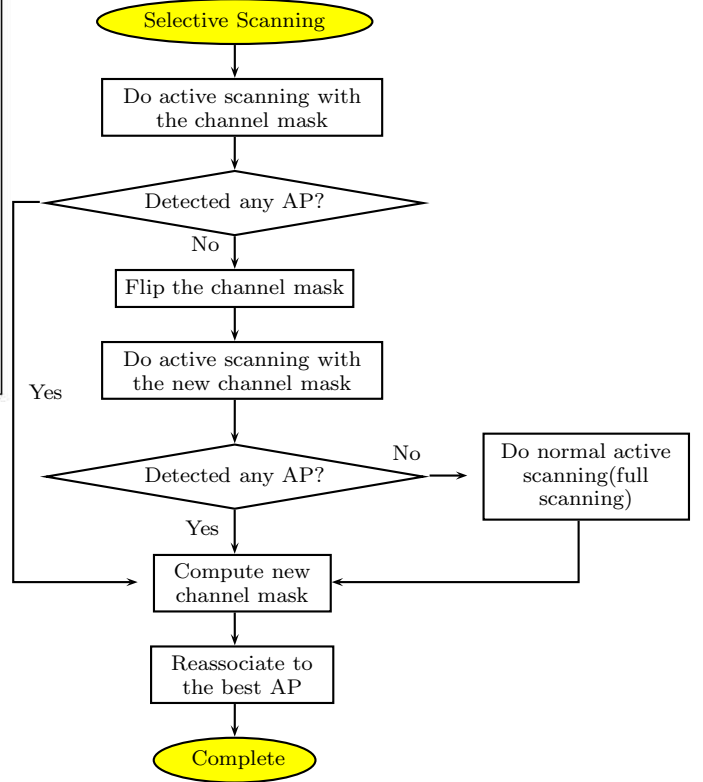 Selective Scanning
Do active scanning with
the channel mask
Detected any AP?
No
Flip the channel mask
Do active scanning with
the new channel mask
Yes
Detected any AP?
No
Do normal active
scanning(full
scanning)
Yes
Compute new
channel mask
Reassociate to
the best AP
Complete